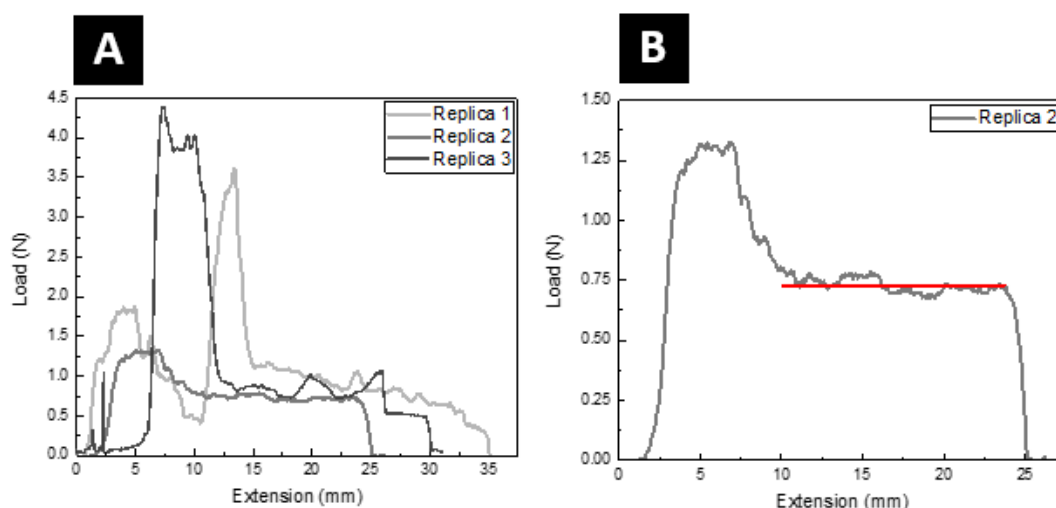 A
B
4.5
4.0
3.5
3.0
2.5
2.0
1.5
1.0
0.5
0.0
Load (N)
Replica 1
Replica 2
Replica 3
0 5 10 15 20 25 30 35
Extension (mm)
1.50
1.25
1.00
0.75
0.50
0.25
0.00
Load (N)
Replica 2
0 5 10 15 20 25
Extension (mm)